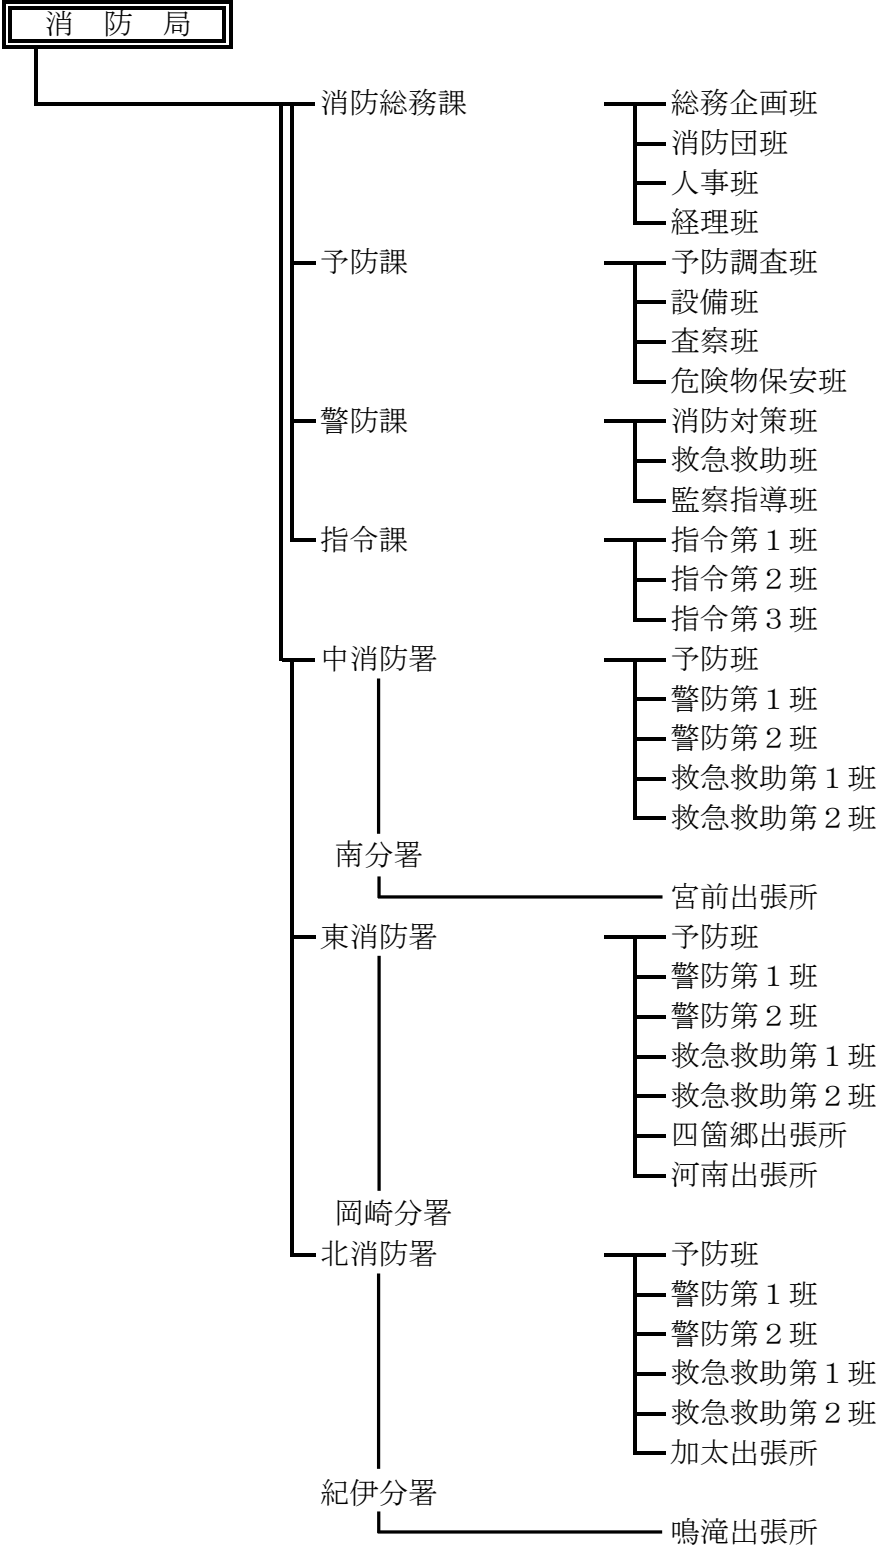 消防局
消防総務課 総務企画班
消防団班
人事班
経理班
予防課 予防調査班
設備班
査察班
危険物保安班
警防課 消防対策班
救急救助班
監察指導班
指令課 指令第１班
指令第２班
指令第３班
中消防署 予防班
警防第１班
警防第２班
救急救助第１班
救急救助第２班
南分署
宮前出張所
東消防署 予防班
警防第１班
警防第２班
救急救助第１班
救急救助第２班
四箇郷出張所
河南出張所
岡崎分署
北消防署 予防班
警防第１班
警防第２班
救急救助第１班
救急救助第２班
加太出張所
紀伊分署
鳴滝出張所